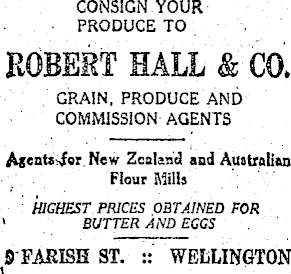 CONSIGN YOUR
PRODUCE TO
ROBERT HALL & CO.
GRAIN, PRODUCE AND
COMMISSION AGENTS
Agents for New Zealand and Australian
Flour Mills
HIGHEST PRICES OBTAINED FOR
BUTTER AND EGGS
9 FARISH ST. :: WELLINGTON